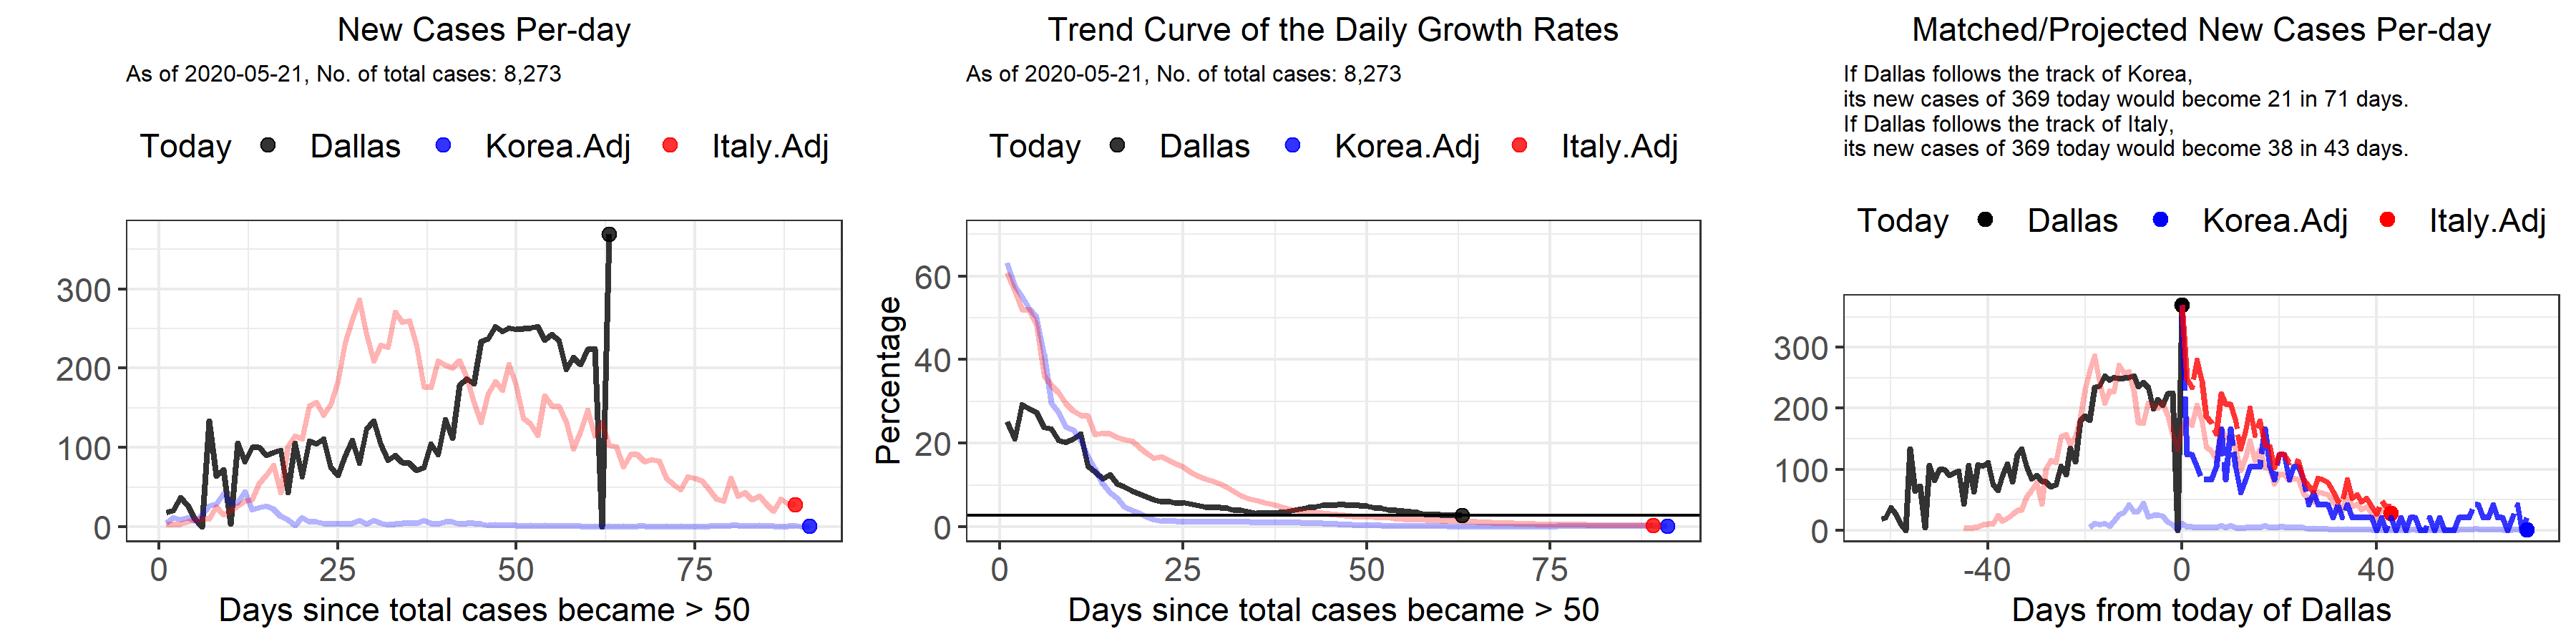 New Cases Per-day
As of 2020-05-21, No. of total cases: 8,273
Today Dallas Korea.Adj Italy.Adj
300
200
100
0
0 25 50 75
Days since total cases became > 50
Trend Curve of the Daily Growth Rates
As of 2020-05-21, No. of total cases: 8,273
Today Dallas Korea.Adj Italy.Adj
Percentage
60
40
20
0
0 25 50 75
Days since total cases became > 50
Matched/Projected New Cases Per-day
If Dallas follows the track of Korea,
its new cases of 369 today would become 21 in 71 days.
If Dallas follows the track of Italy,
its new cases of 369 today would become 38 in 43 days.
Today Dallas Korea.Adj Italy.Adj
300
200
100
0
-40 0 40
Days from today of Dallas